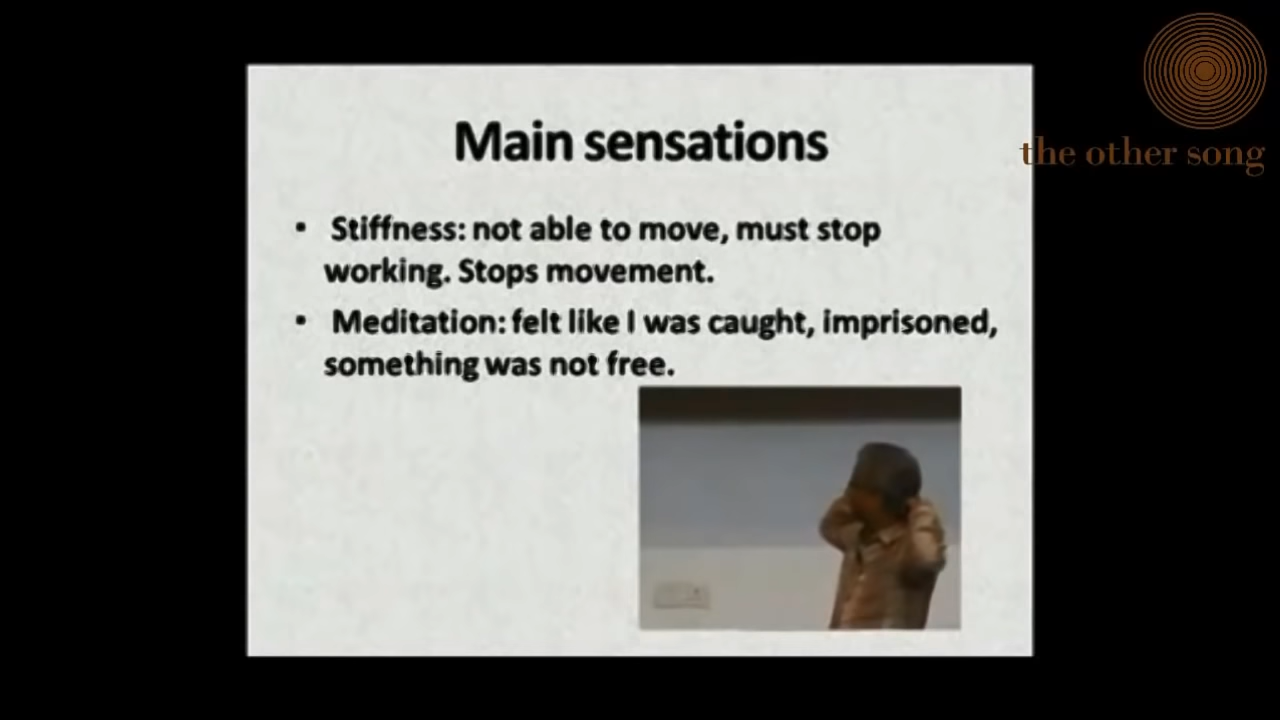 the other song
Main sensations
• Stiffness: not able to move, must stop
working. Stops movement.
• Meditation: felt like I was caught, imprisoned,
something was not free.